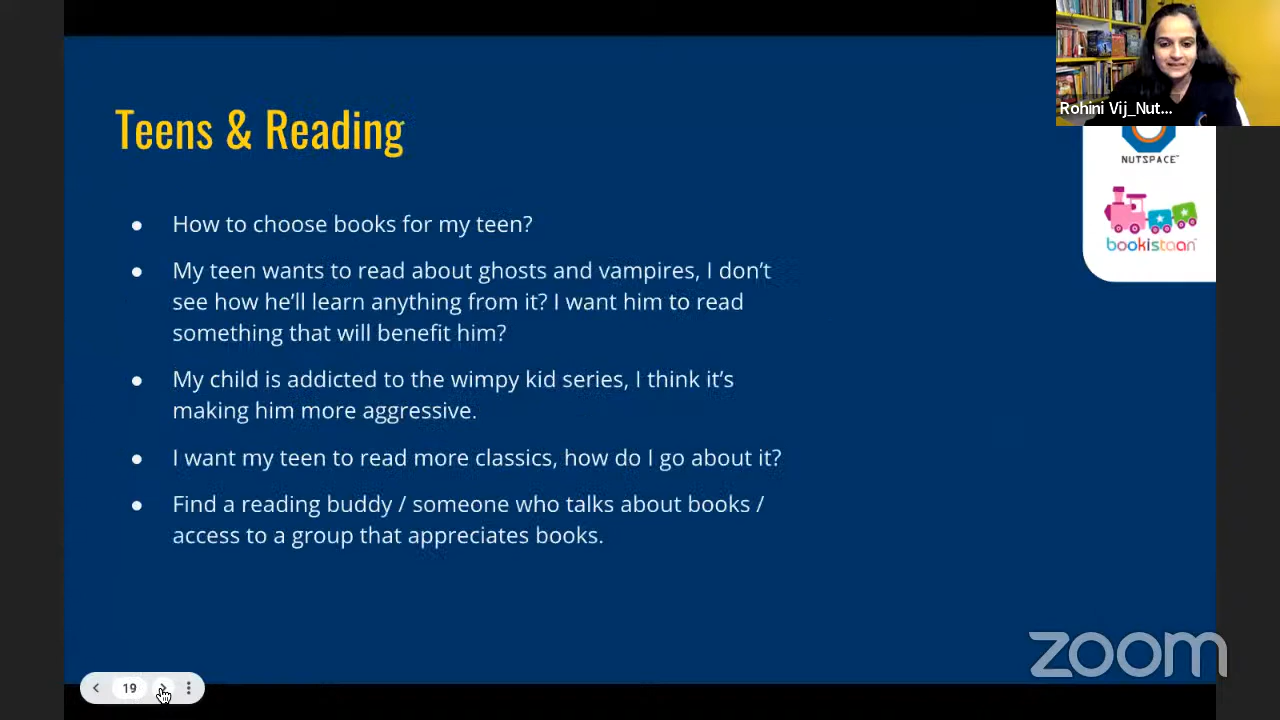 Teens & Reading
Rohini Vij_Nut...
NUTSPACE™
bookistaan™
● How to choose books for my teen?
● My teen wants to read about ghosts and vampires, I don’t
see how he’ll learn anything from it? I want him to read
something that will benefit him?
● My child is addicted to the wimpy kid series, I think it’s
making him more aggressive.
● I want my teen to read more classics, how do I go about it?
● Find a reading buddy / someone who talks about books /
access to a group that appreciates books.
zoom
19